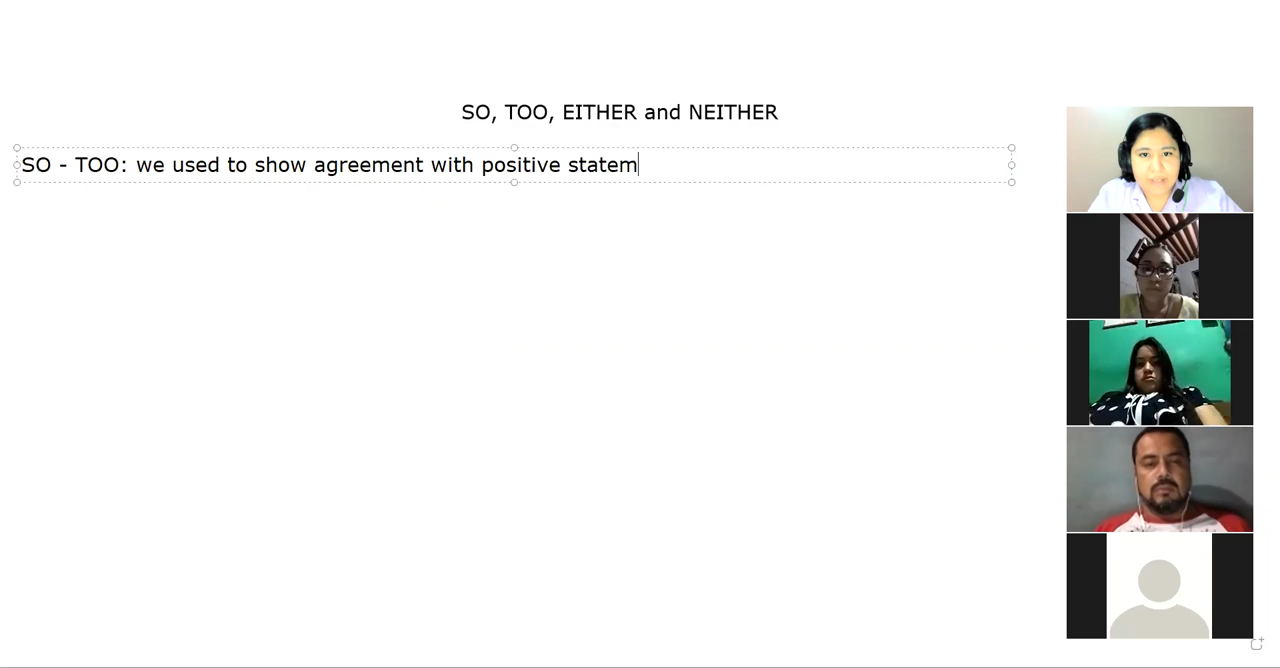 SO, TOO, EITHER and NEITHER
SO - TOO: we used to show agreement with positive statem